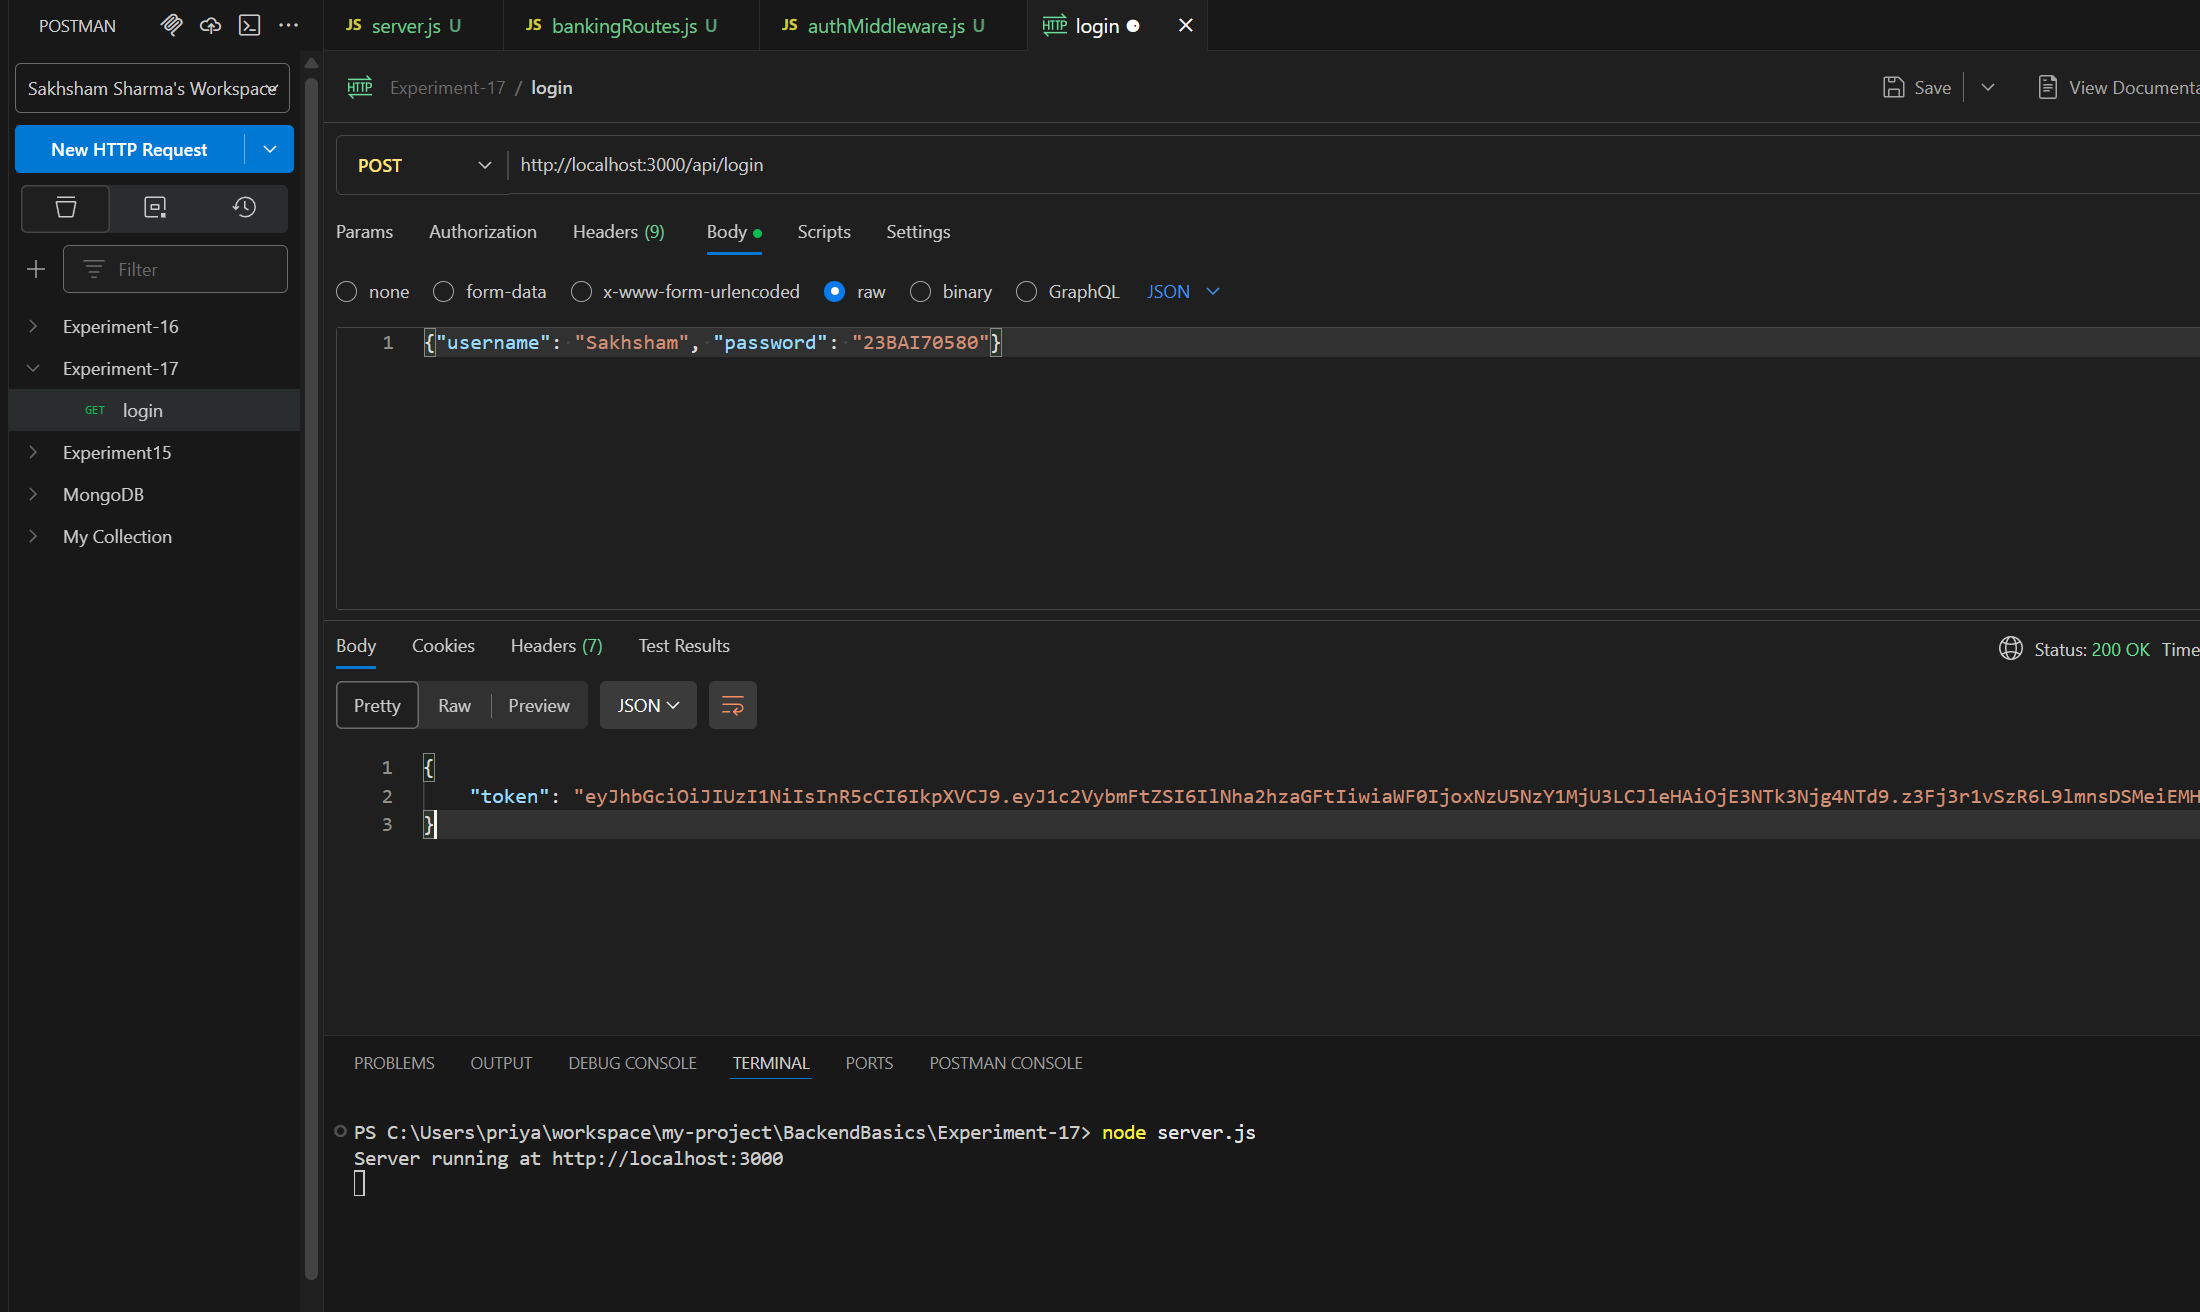 POSTMAN
JS server.js U
JS bankingRoutes.js U
JS authMiddleware.js U
HTTP login
Sakhsham Sharma's Workspace
HTTP Experiment-17 / login
Save
View Documenta
New HTTP Request
POST
http://localhost:3000/api/login
Params
Authorization
Headers (9)
Body
Scripts
Settings
Filter
none
form-data
x-www-form-urlencoded
raw
binary
GraphQL
JSON
Experiment-16
Experiment-17
GET login
Experiment15
MongoDB
My Collection
1 {"username": "Sakhsham", "password": "23BAI70580"}
Body
Cookies
Headers (7)
Test Results
Status: 200 OK Time
Pretty
Raw
Preview
JSON
1 {
2 "token": "eyJhbGciOiJIUzI1NiIsInR5cCI6IkpXVCJ9.eyJ1c2VybmFtZSI6IlNha2hzaGFtIiwiaWF0IjoxNzU5NzY1MjU3LCJleHAiOjE3NTk3Njg4NTd9.z3Fj3r1vSzR6L9lmnsDSMeiEMH
3 }
PROBLEMS
OUTPUT
DEBUG CONSOLE
TERMINAL
PORTS
POSTMAN CONSOLE
PS C:\Users\priya\workspace\my-project\BackendBasics\Experiment-17> node server.js
Server running at http://localhost:3000